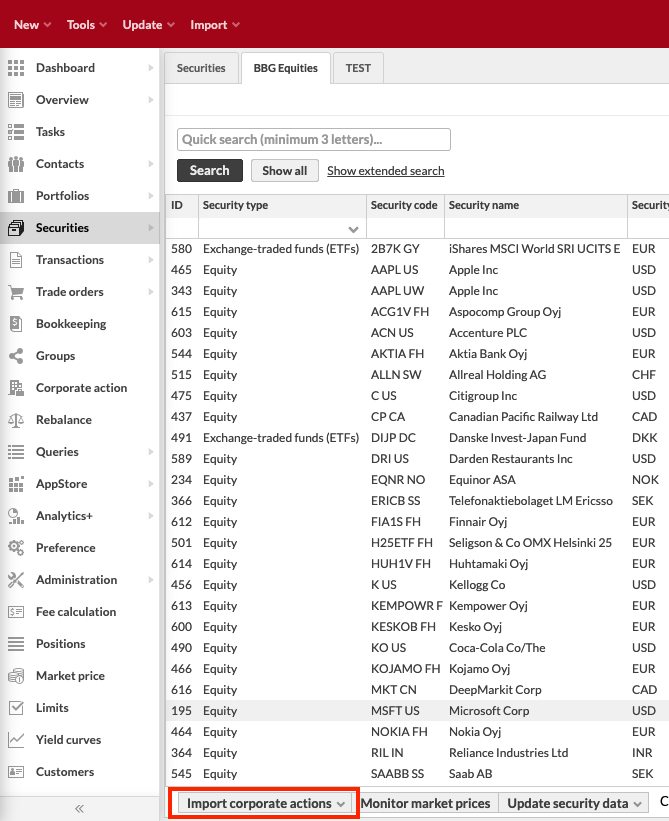 New Tools Update Import
Dashboard
Overview
Tasks
Contacts
Portfolios
Securities
Transactions
Trade orders
Bookkeeping
Groups
Corporate action
Rebalance
Queries
AppStore
Analytics+
Preference
Administration
Fee calculation
Positions
Market price
Limits
Yield curves
Customers
«
Securities BBG Equities TEST
Quick search (minimum 3 letters)...
Search Show all Show extended search
ID Security type Security code Security name Security
580 Exchange-traded funds (ETFs) 2B7K GY iShares MSCI World SRI UCITS E EUR
465 Equity AAPL US Apple Inc USD
343 Equity AAPL UW Apple Inc USD
615 Equity ACG1V FH Aspocomp Group Oyj EUR
603 Equity ACN US Accenture PLC USD
544 Equity AKTIA FH Aktia Bank Oyj EUR
515 Equity ALLN SW Allreal Holding AG CHF
475 Equity C US Citigroup Inc USD
437 Equity CP CA Canadian Pacific Railway Ltd CAD
491 Exchange-traded funds (ETFs) DIJP DC Danske Invest-Japan Fund DKK
589 Equity DRI US Darden Restaurants Inc USD
234 Equity EQNR NO Equinor ASA NOK
366 Equity ERICB SS Telefonaktiebolaget LM Ericsso SEK
612 Equity FIA1S FH Finnair Oyj EUR
501 Equity H25ETF FH Seligson & Co OMX Helsinki 25 EUR
614 Equity HUH1V FH Huhtamaki Oyj EUR
456 Equity K US Kellogg Co USD
613 Equity KEMPOWR F Kempower Oyj EUR
600 Equity KESKOB FH Kesko Oyj EUR
490 Equity KO US Coca-Cola Co/The USD
466 Equity KOJAMO FH Kojamo Oyj EUR
616 Equity MKT CN DeepMarkit Corp CAD
195 Equity MSFT US Microsoft Corp USD
464 Equity NOKIA FH Nokia Oyj EUR
364 Equity RIL IN Reliance Industries Ltd INR
545 Equity SAABB SS Saab AB SEK
Import corporate actions Monitor market prices Update security data C